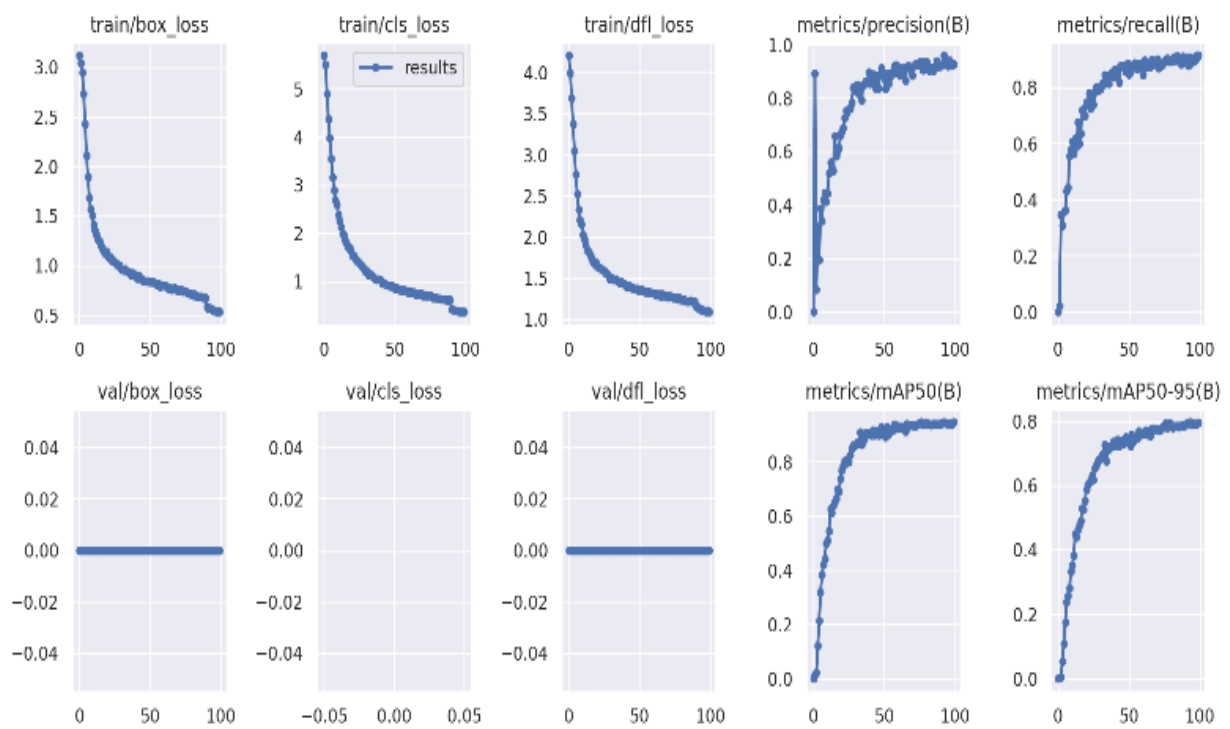 train/box_loss
train/cls_loss
train/dfl_loss
metrics/precision(B)
metrics/recall(B)
3.0
2.5
2.0
1.5
1.0
0.5
0 50 100
results
5
4
3
2
1
0 50 100
4.0
3.5
3.0
2.5
2.0
1.5
1.0
0 50 100
1.0
0.8
0.6
0.4
0.2
0.0
0 50 100
0.8
0.6
0.4
0.2
0.0
0 50 100
val/box_loss
val/cls_loss
val/dfl_loss
metrics/mAP50(B)
metrics/mAP50-95(B)
0.04
0.02
0.00
−0.02
−0.04
0 50 100
0.04
0.02
0.00
−0.02
−0.04
−0.05 0.00 0.05
0.04
0.02
0.00
−0.02
−0.04
0 50 100
0.8
0.6
0.4
0.2
0.0
0 50 100
0.8
0.6
0.4
0.2
0.0
0 50 100